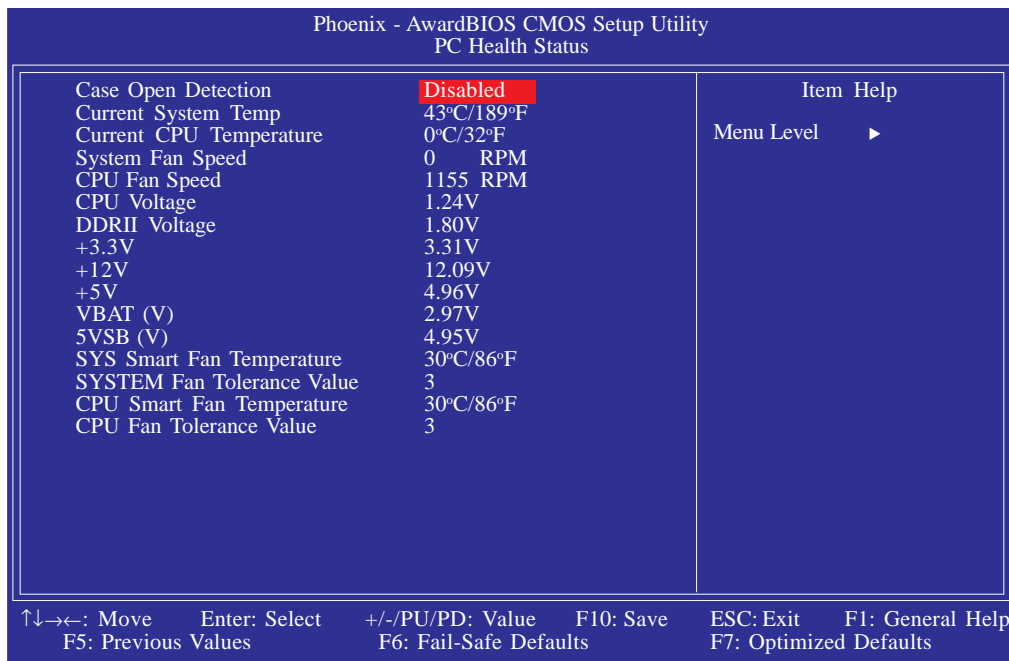 Phoenix - AwardBIOS CMOS Setup Utility
PC Health Status
Case Open Detection Disabled
Current System Temp 43°C/189°F
Current CPU Temperature 0°C/32°F
System Fan Speed 0 RPM
CPU Fan Speed 1155 RPM
CPU Voltage 1.24V
DDRII Voltage 1.80V
+3.3V 3.31V
+12V 12.09V
+5V 4.96V
VBAT (V) 2.97V
5VSB (V) 4.95V
SYS Smart Fan Temperature 30°C/86°F
SYSTEM Fan Tolerance Value 3
CPU Smart Fan Temperature 30°C/86°F
CPU Fan Tolerance Value 3
Item Help
Menu Level ▶
↑↓→←: Move Enter: Select +/-/PU/PD: Value F10: Save ESC: Exit F1: General Help
F5: Previous Values F6: Fail-Safe Defaults F7: Optimized Defaults